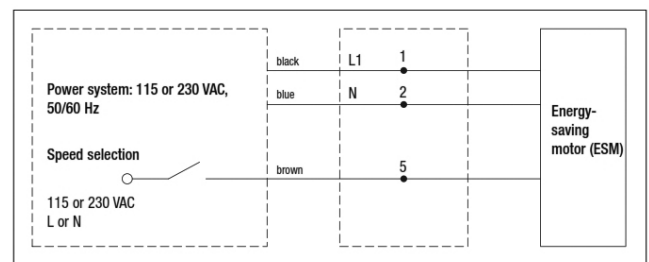 Power system: 115 or 230 VAC,
50/60 Hz
Speed selection
115 or 230 VAC
L or N
black
L1
1
blue
N
2
brown
5
Energy-
saving
motor (ESM)